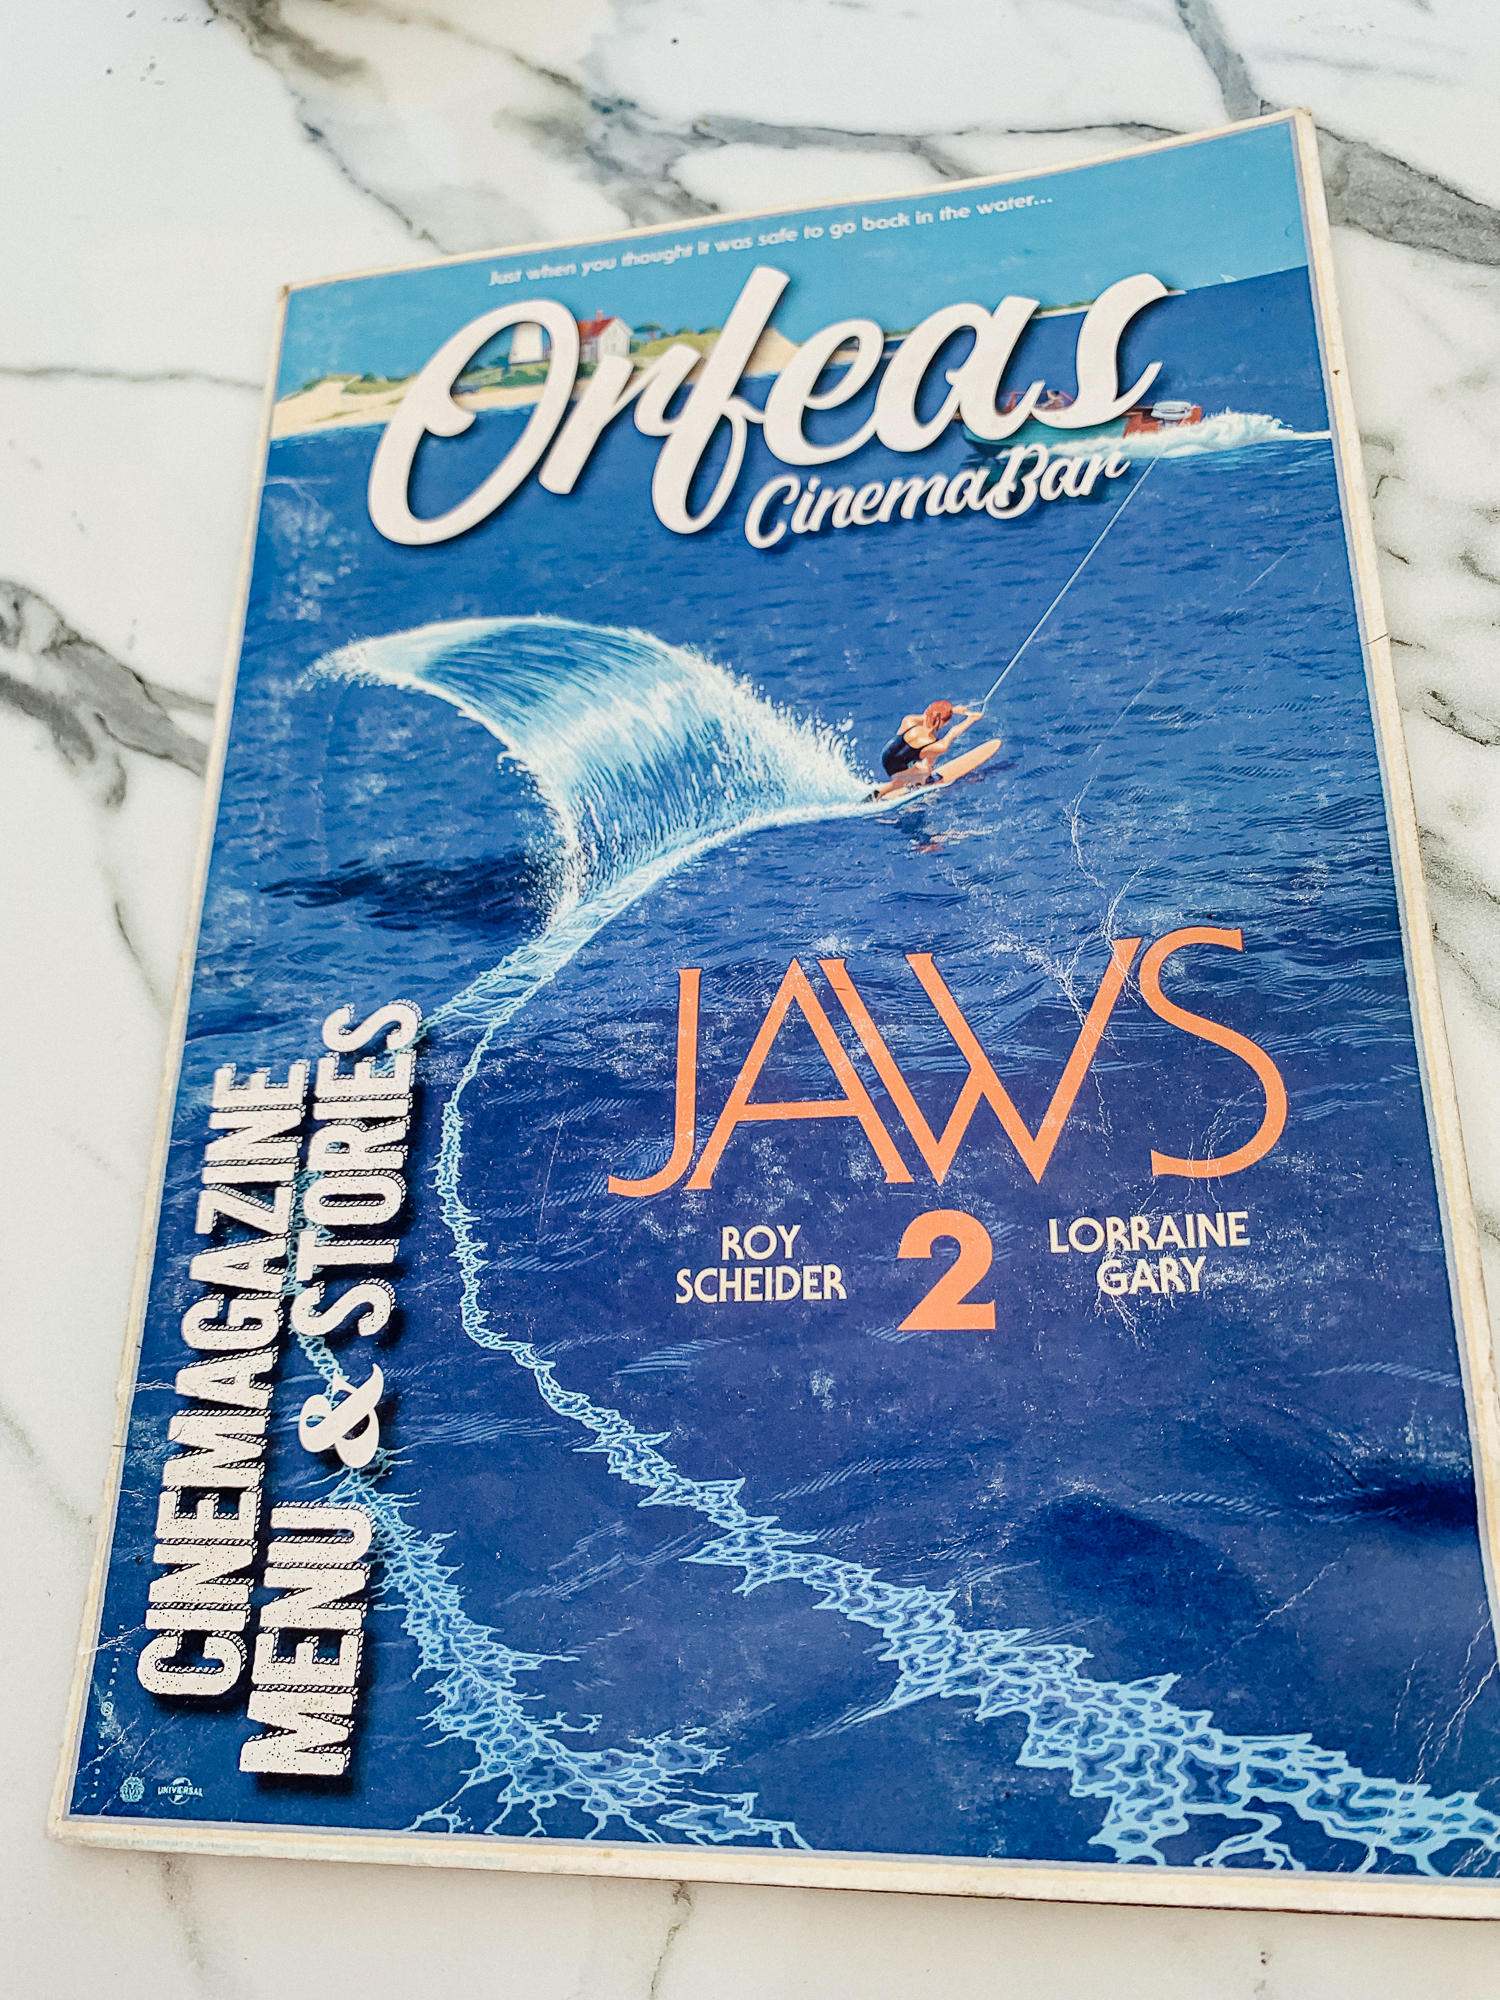 Just when you thought it was safe to go back in the water...
Orfeas
CinemaBar
JAWS
2
ROY
SCHEIDER
LORRAINE
GARY
CINEMAGAZINE
MENU & STORIES
UNIVERSAL